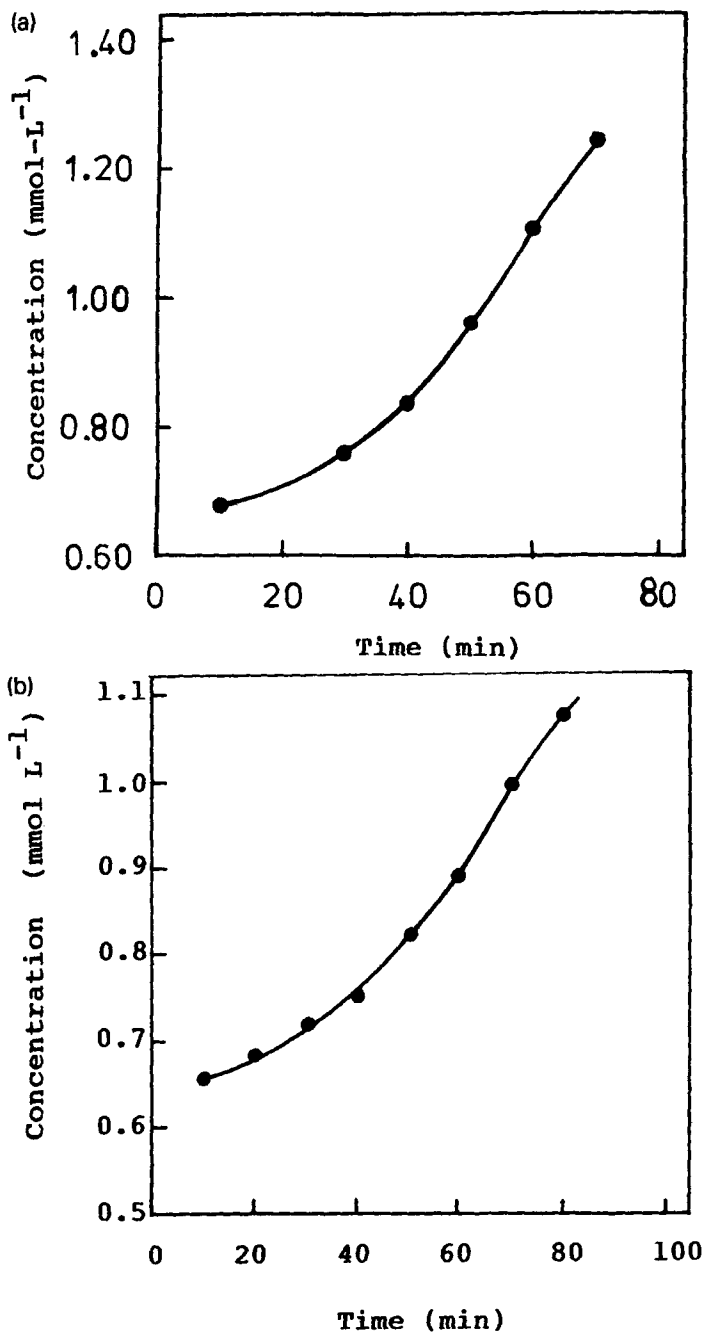 (a)
Concentration (mmol-L⁻¹)
1.40
1.20
1.00
0.80
0.60
0 20 40 60 80
Time (min)
(b)
Concentration (mmol L⁻¹)
1.1
1.0
0.9
0.8
0.7
0.6
0.5
0 20 40 60 80 100
Time (min)